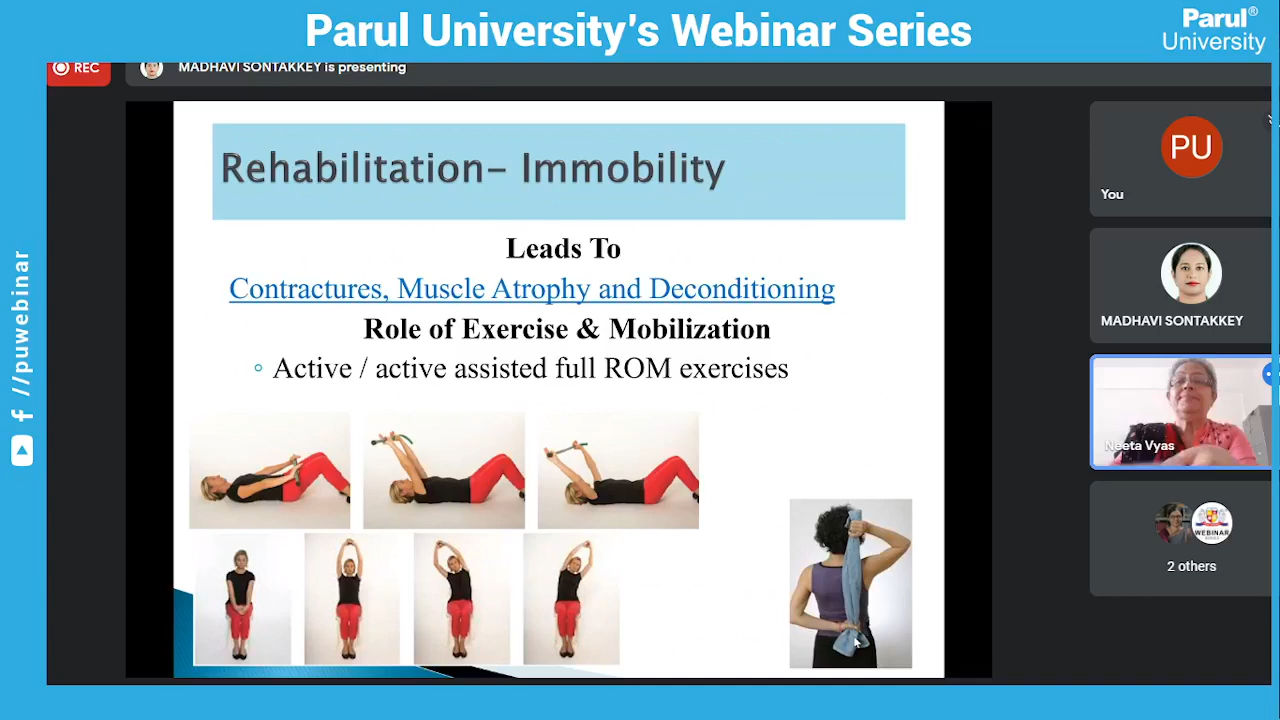 Parul University's Webinar Series
Parul®
University
REC
MADHAVI SONTAKKEY is presenting
Rehabilitation- Immobility
Leads To
Contractures, Muscle Atrophy and Deconditioning
Role of Exercise & Mobilization
Active / active assisted full ROM exercises
PU
You
MADHAVI SONTAKKEY
Neeta Vyas
WEBINAR
SERIES
2 others
//puwebinar